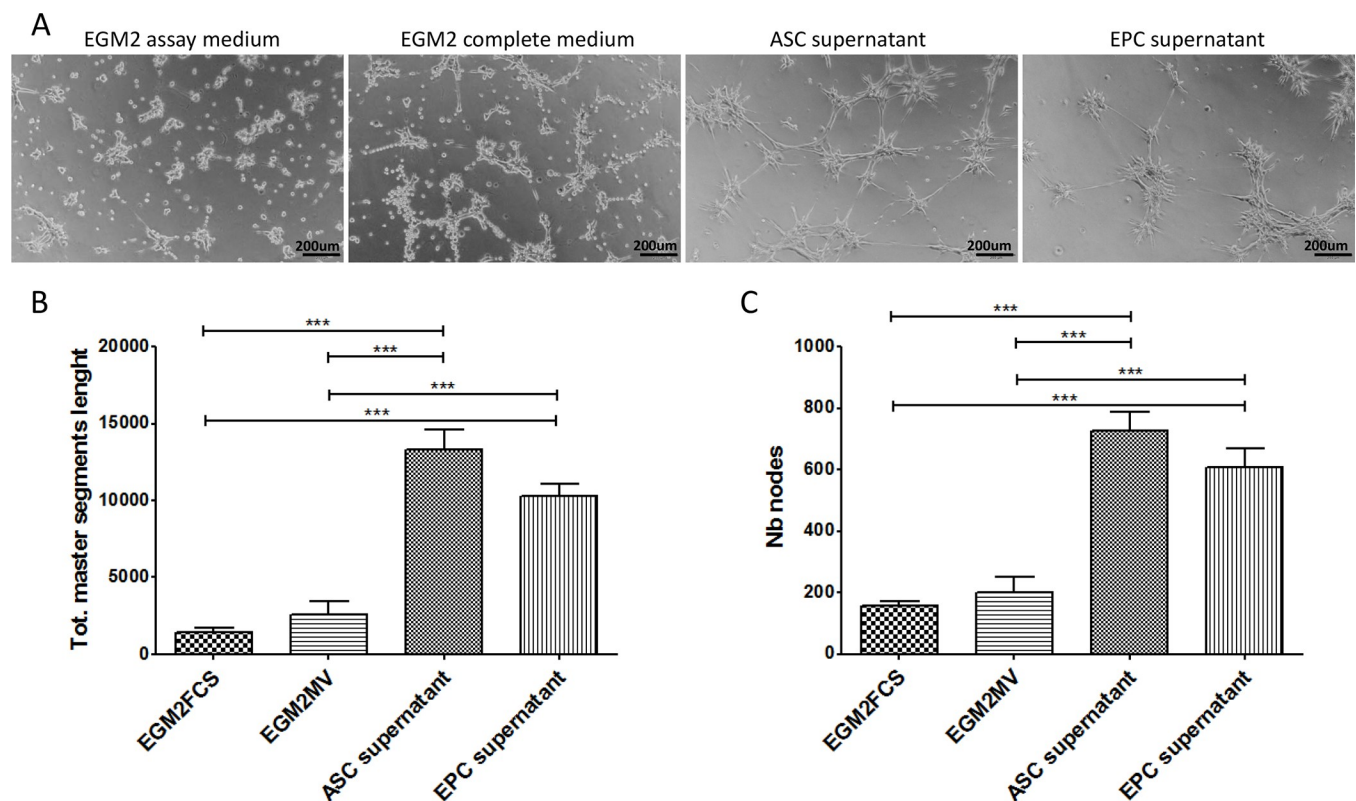 A
EGM2 assay medium
EGM2 complete medium
ASC supernatant
EPC supernatant
200um
200um
200um
200um
B
***
***
***
***
20000
15000
10000
5000
0
Tot. master segments lenght
EGM2FCS
EGM2MV
ASC supernatant
EPC supernatant
C
***
***
***
***
1000
800
600
400
200
0
Nb nodes
EGM2FCS
EGM2MV
ASC supernatant
EPC supernatant